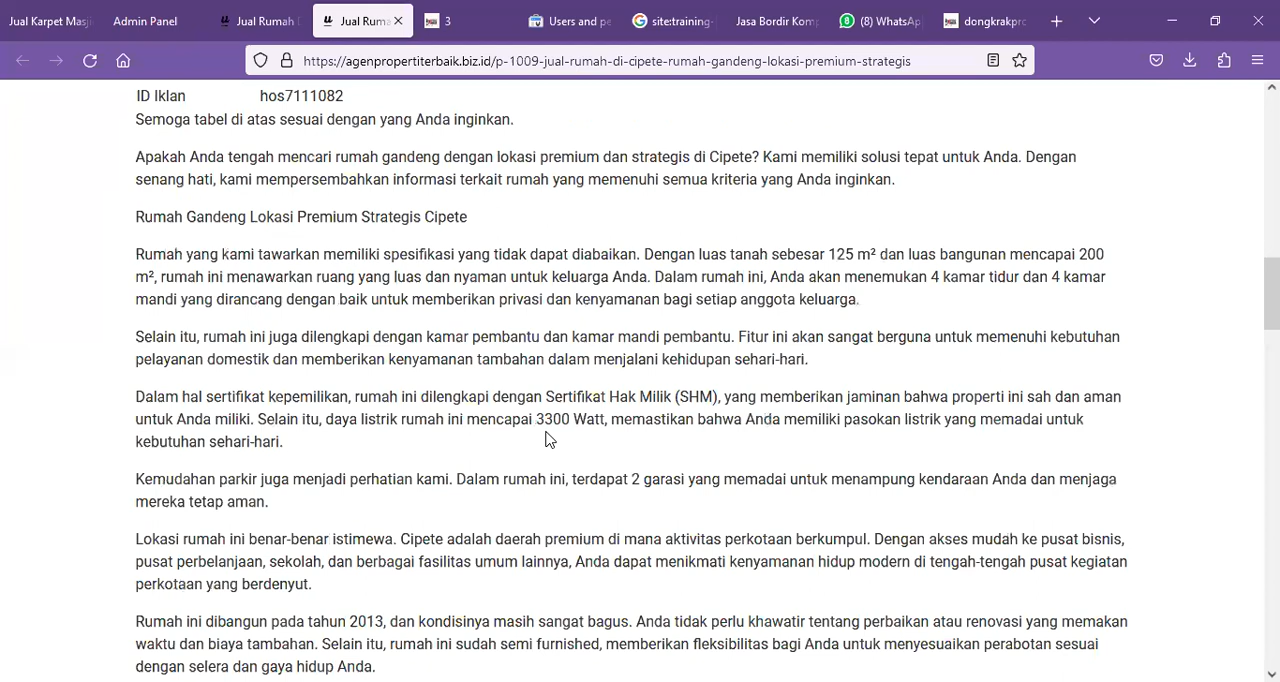 Jual Karpet Masji
Admin Panel
Jual Rumah
Jual Ruma
3
Users and pe
site:training-
Jasa Bordir Kom
(8) WhatsAp
dongkrakpro
https://agenpropertiterbaik.biz.id/p-1009-jual-rumah-di-cipete-rumah-gandeng-lokasi-premium-strategis
ID Iklan hos7111082
Semoga tabel di atas sesuai dengan yang Anda inginkan.
Apakah Anda tengah mencari rumah gandeng dengan lokasi premium dan strategis di Cipete? Kami memiliki solusi tepat untuk Anda. Dengan
senang hati, kami mempersembahkan informasi terkait rumah yang memenuhi semua kriteria yang Anda inginkan.
Rumah Gandeng Lokasi Premium Strategis Cipete
Rumah yang kami tawarkan memiliki spesifikasi yang tidak dapat diabaikan. Dengan luas tanah sebesar 125 m² dan luas bangunan mencapai 200
m², rumah ini menawarkan ruang yang luas dan nyaman untuk keluarga Anda. Dalam rumah ini, Anda akan menemukan 4 kamar tidur dan 4 kamar
mandi yang dirancang dengan baik untuk memberikan privasi dan kenyamanan bagi setiap anggota keluarga.
Selain itu, rumah ini juga dilengkapi dengan kamar pembantu dan kamar mandi pembantu. Fitur ini akan sangat berguna untuk memenuhi kebutuhan
pelayanan domestik dan memberikan kenyamanan tambahan dalam menjalani kehidupan sehari-hari.
Dalam hal sertifikat kepemilikan, rumah ini dilengkapi dengan Sertifikat Hak Milik (SHM), yang memberikan jaminan bahwa properti ini sah dan aman
untuk Anda miliki. Selain itu, daya listrik rumah ini mencapai 3300 Watt, memastikan bahwa Anda memiliki pasokan listrik yang memadai untuk
kebutuhan sehari-hari.
Kemudahan parkir juga menjadi perhatian kami. Dalam rumah ini, terdapat 2 garasi yang memadai untuk menampung kendaraan Anda dan menjaga
mereka tetap aman.
Lokasi rumah ini benar-benar istimewa. Cipete adalah daerah premium di mana aktivitas perkotaan berkumpul. Dengan akses mudah ke pusat bisnis,
pusat perbelanjaan, sekolah, dan berbagai fasilitas umum lainnya, Anda dapat menikmati kenyamanan hidup modern di tengah-tengah pusat kegiatan
perkotaan yang berdenyut.
Rumah ini dibangun pada tahun 2013, dan kondisinya masih sangat bagus. Anda tidak perlu khawatir tentang perbaikan atau renovasi yang memakan
waktu dan biaya tambahan. Selain itu, rumah ini sudah semi furnished, memberikan fleksibilitas bagi Anda untuk menyesuaikan perabotan sesuai
dengan selera dan gaya hidup Anda.